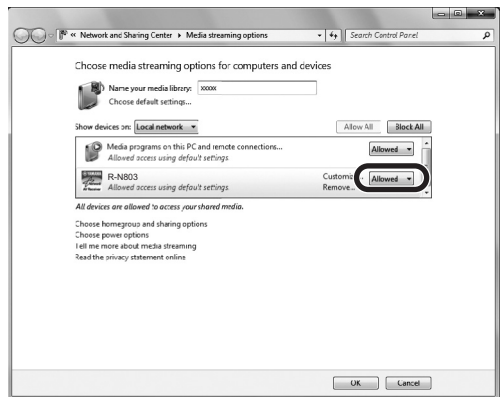 « Network and Sharing Center ▸ Media streaming options
Search Control Panel
Choose media streaming options for computers and devices
Name your media library: xxxxx
Choose default settings...
Show devices on: Local network
Allow All Block All
Media programs on this PC and remote connections...
Allowed access using default settings
Allowed
R-N803
Allowed access using default settings
Customize...
Remove...
Allowed
All devices are allowed to access your shared media.
Choose homegroup and sharing options
Choose power options
Tell me more about media streaming
Read the privacy statement online
OK Cancel